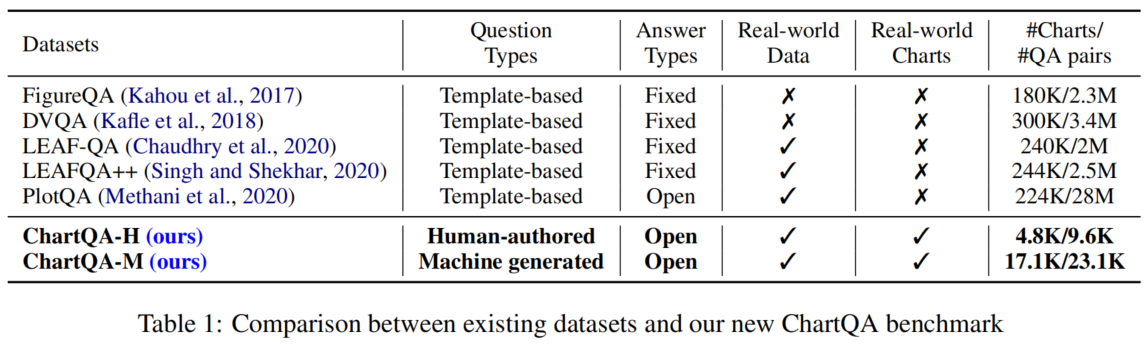 Datasets Question Types Answer Types Real-world Data Real-world Charts #Charts/ #QA pairs
FigureQA (Kahou et al., 2017) Template-based Fixed ✗ ✗ 180K/2.3M
DVQA (Kafle et al., 2018) Template-based Fixed ✗ ✗ 300K/3.4M
LEAF-QA (Chaudhry et al., 2020) Template-based Fixed ✓ ✗ 240K/2M
LEAFQA++ (Singh and Shekhar, 2020) Template-based Fixed ✓ ✗ 244K/2.5M
PlotQA (Methani et al., 2020) Template-based Open ✓ ✗ 224K/28M
ChartQA-H (ours) Human-authored Open ✓ ✓ 4.8K/9.6K
ChartQA-M (ours) Machine generated Open ✓ ✓ 17.1K/23.1K
Table 1: Comparison between existing datasets and our new ChartQA benchmark